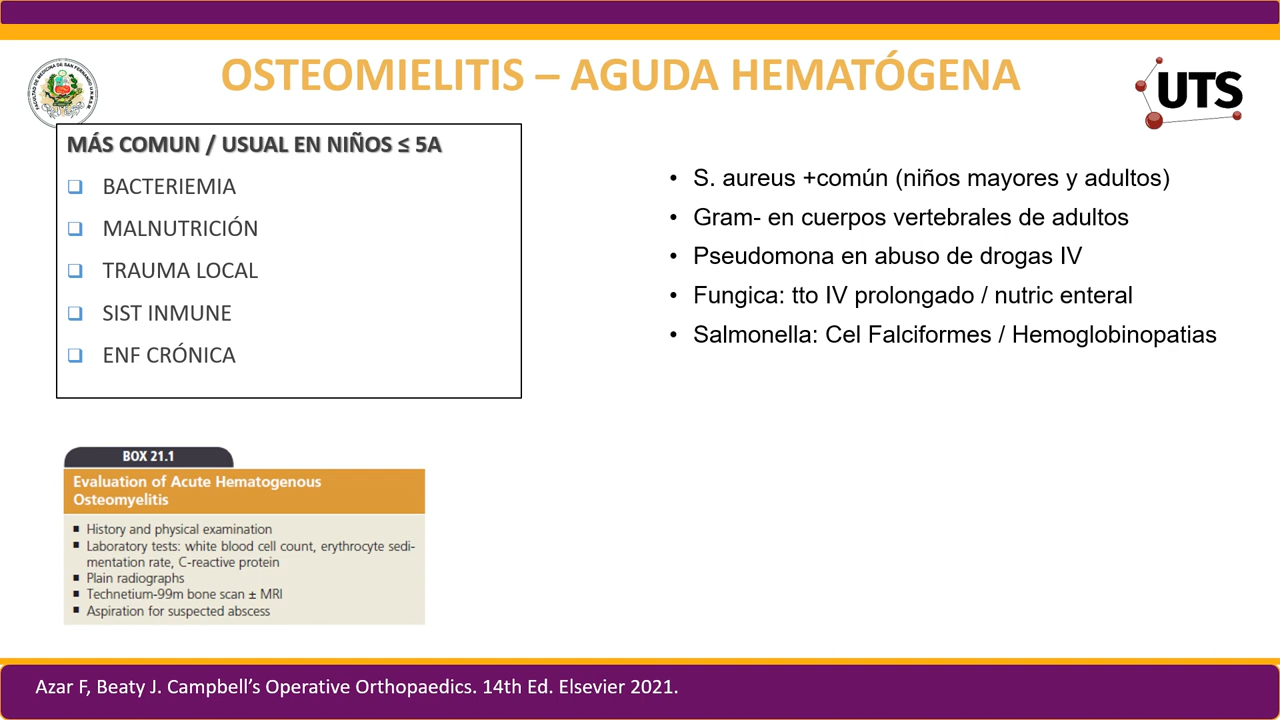 OSTEOMIELITIS – AGUDA HEMATÓGENA
UTS
MÁS COMUN / USUAL EN NIÑOS ≤ 5A
BACTERIEMIA
MALNUTRICIÓN
TRAUMA LOCAL
SIST INMUNE
ENF CRÓNICA
• S. aureus +común (niños mayores y adultos)
• Gram- en cuerpos vertebrales de adultos
• Pseudomona en abuso de drogas IV
• Fungica: tto IV prolongado / nutric enteral
• Salmonella: Cel Falciformes / Hemoglobinopatias
BOX 21.1
Evaluation of Acute Hematogenous
Osteomyelitis
■ History and physical examination
■ Laboratory tests: white blood cell count, erythrocyte sedi-
mentation rate, C-reactive protein
■ Plain radiographs
■ Technetium-99m bone scan ± MRI
■ Aspiration for suspected abscess
Azar F, Beaty J. Campbell’s Operative Orthopaedics. 14th Ed. Elsevier 2021.